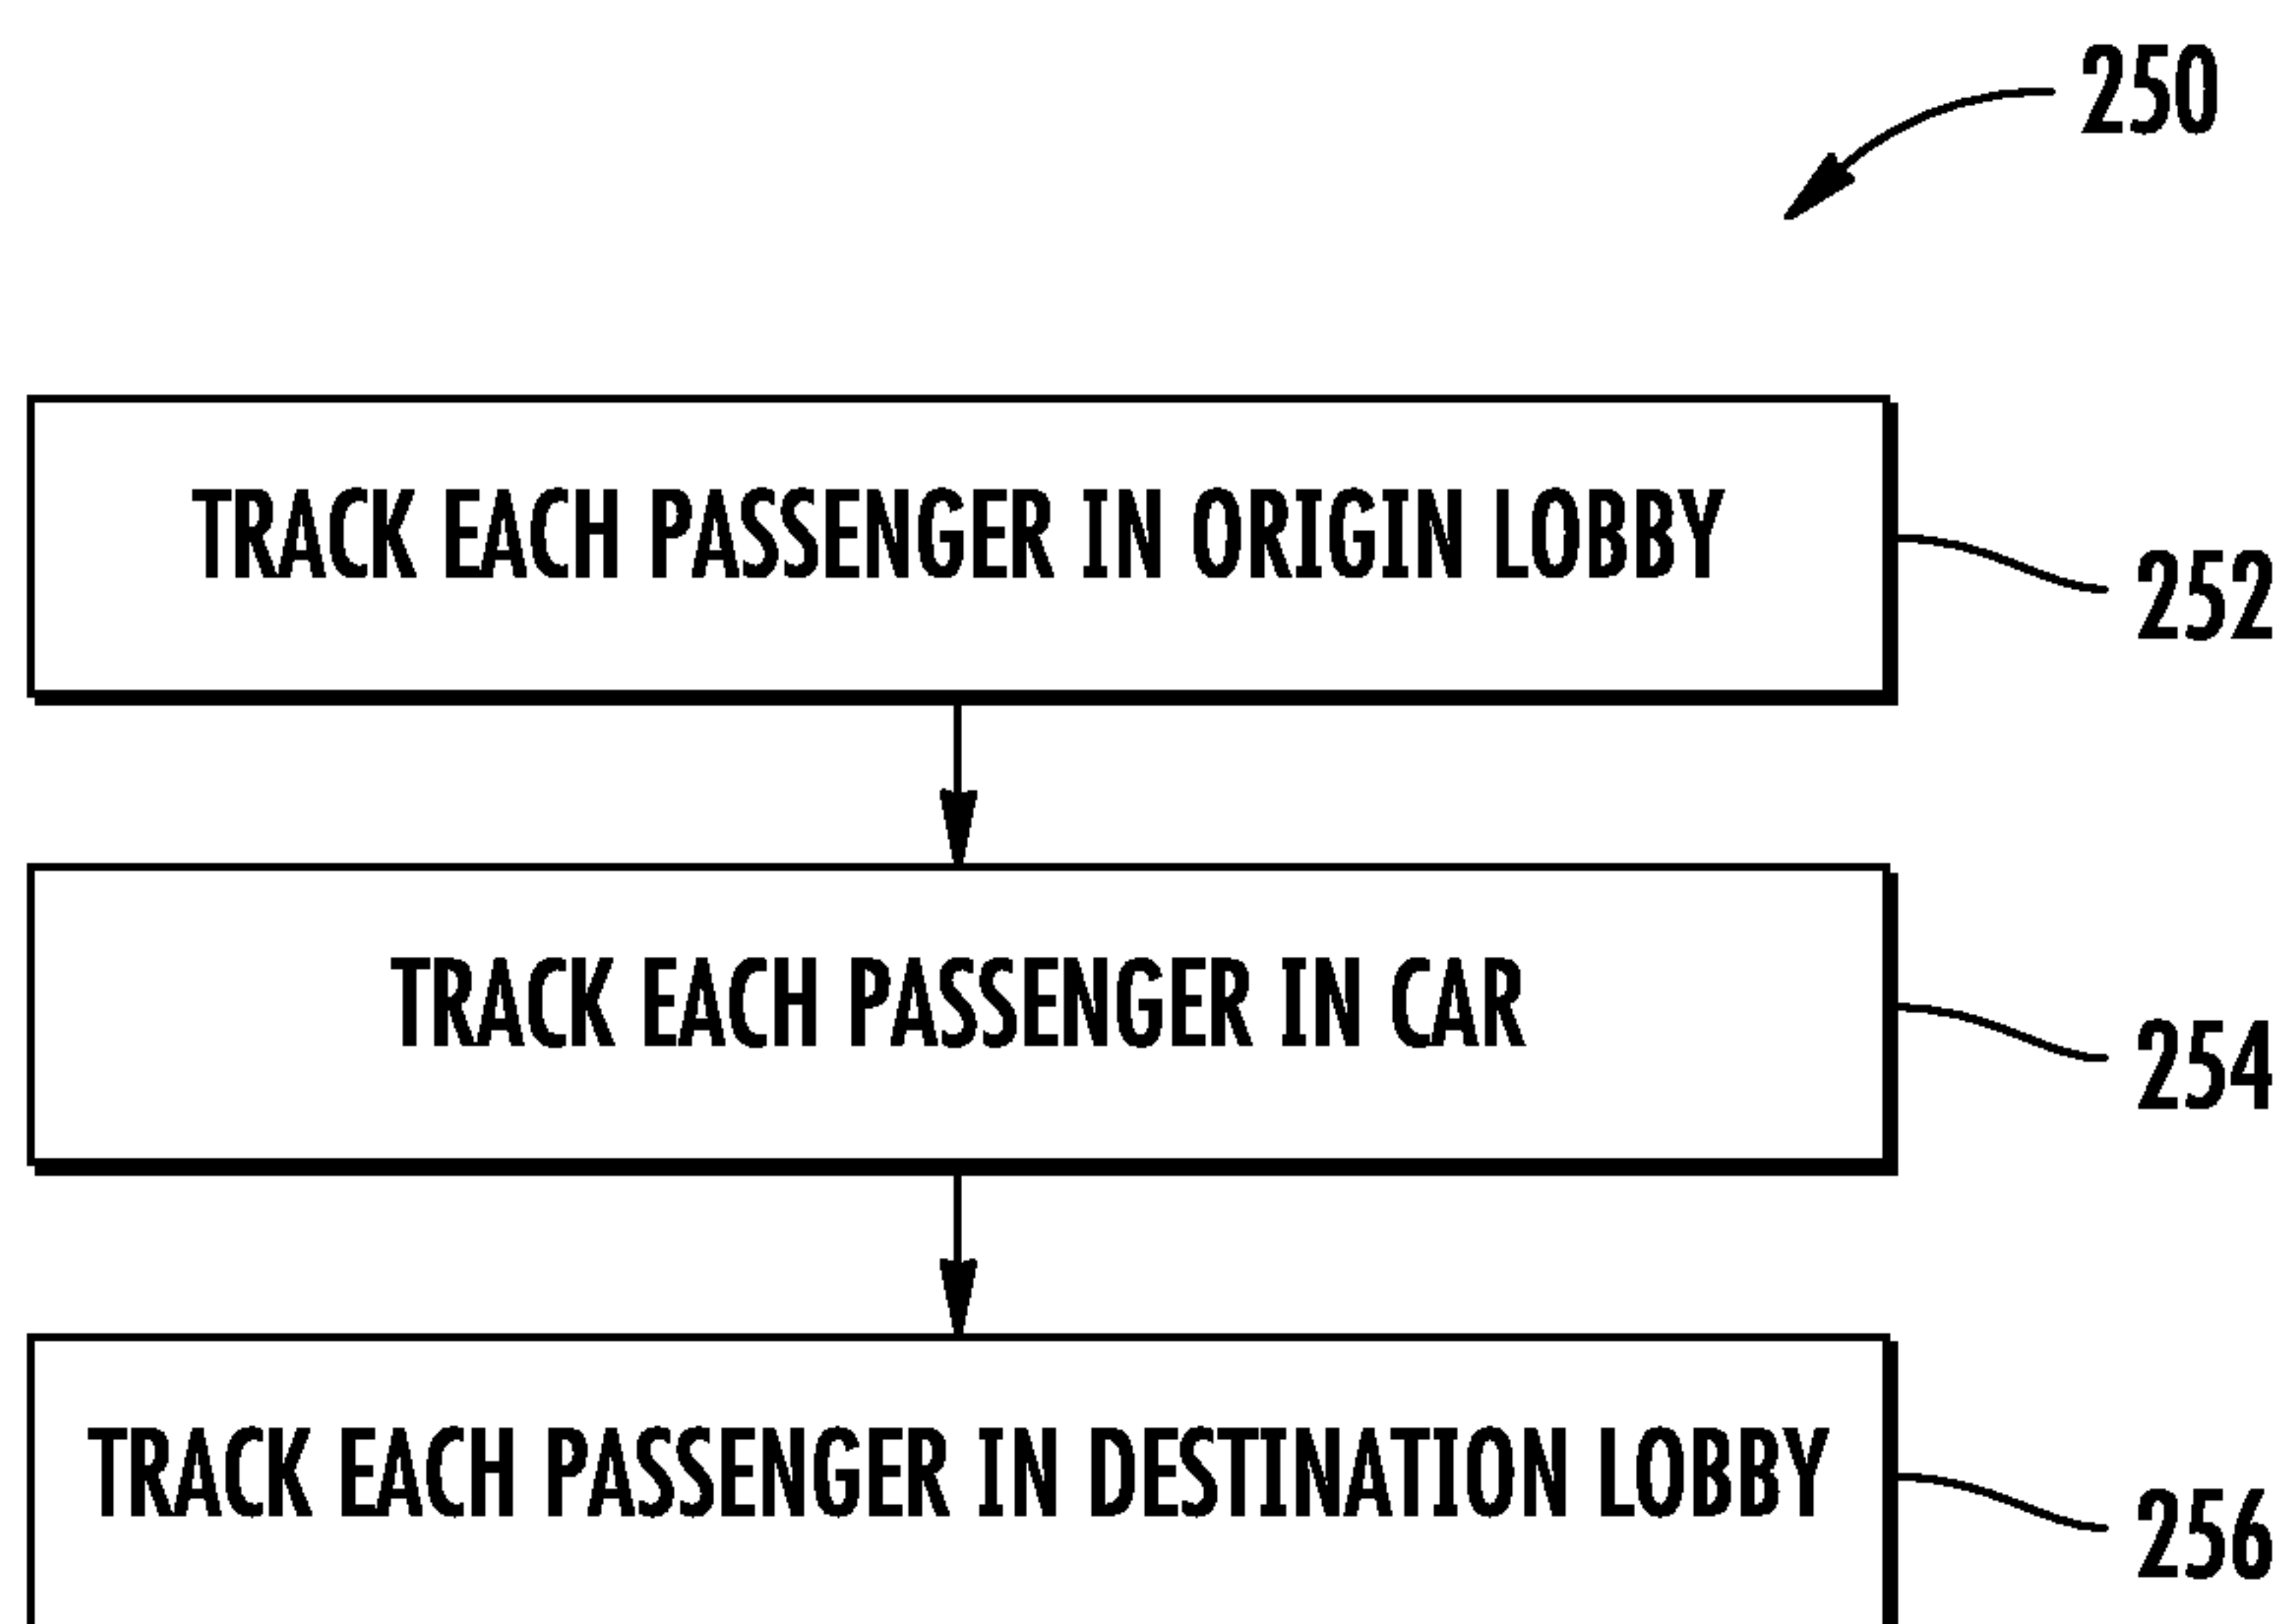 250
TRACK EACH PASSENGER IN ORIGIN LOBBY
252
TRACK EACH PASSENGER IN CAR
254
TRACK EACH PASSENGER IN DESTINATION LOBBY
256